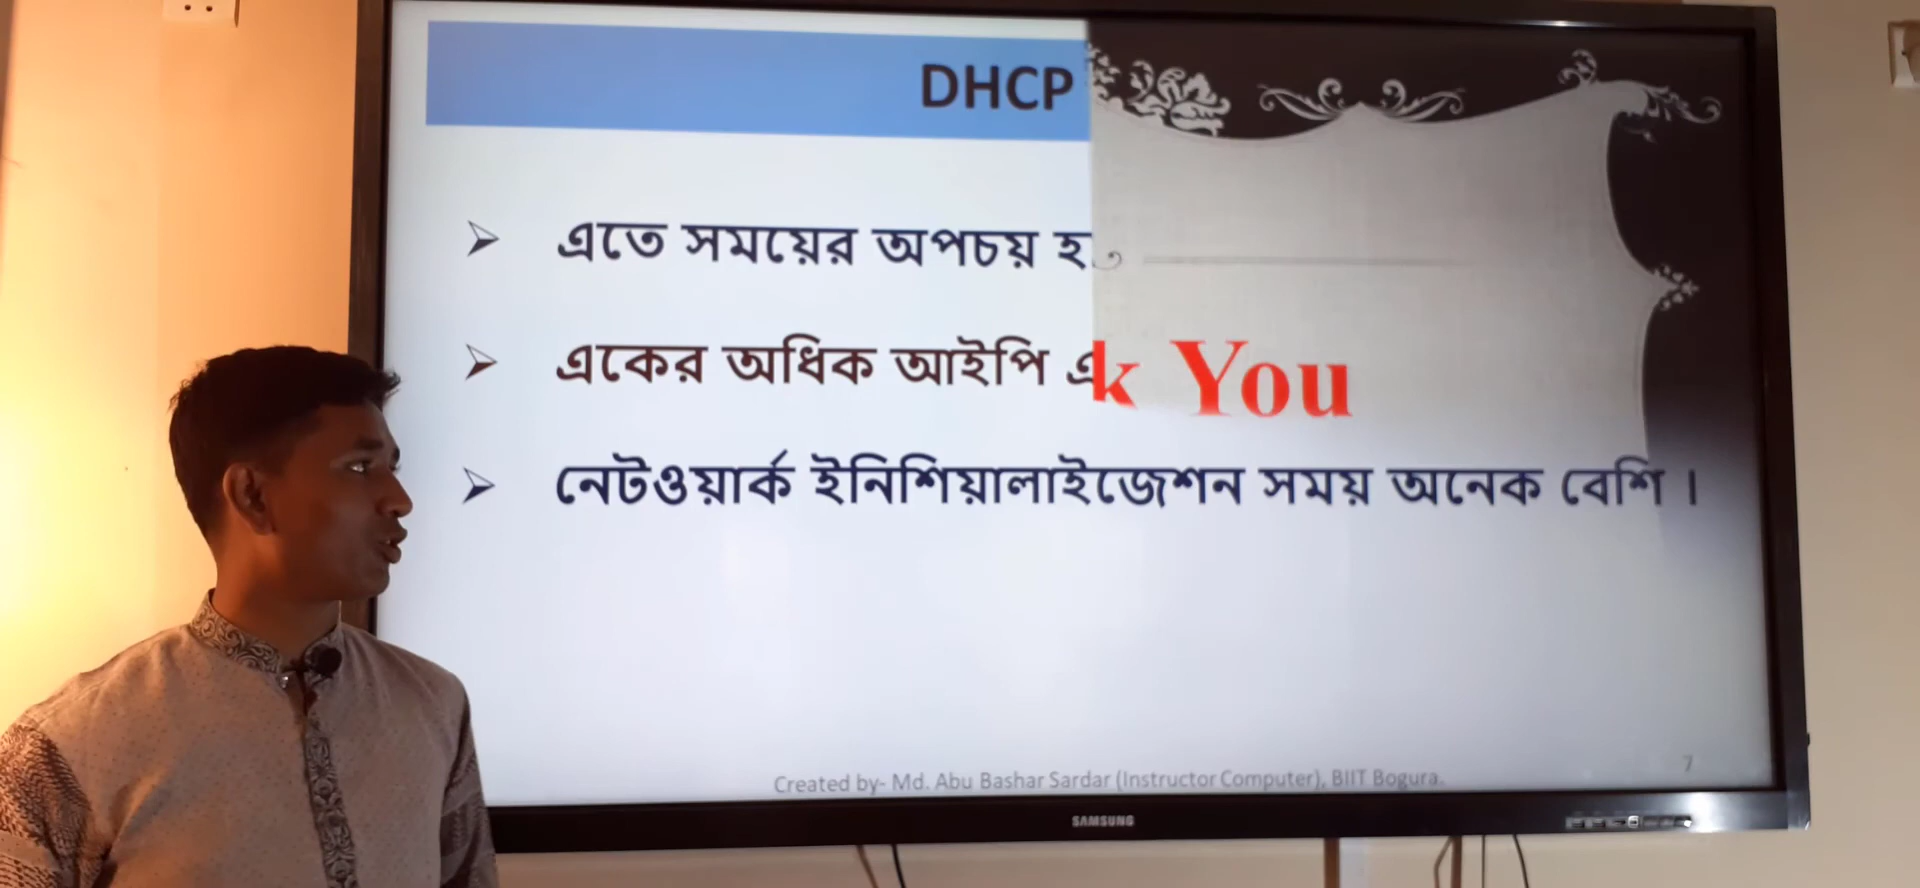 DHCP
➢ এতে সময়ের অপচয়
➢ একের অধিক আইপি
k You
➢ নেটওয়ার্ক ইনিশিয়ালাইজেশন সময় অনেক বেশি ।
7
Created by- Md. Abu Bashar Sardar (Instructor Computer), BIIT Bogura.
SAMSUNG